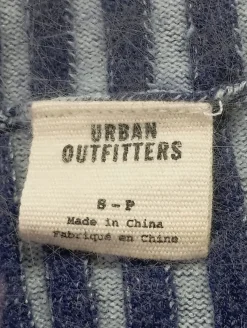 URBAN
OUTFITTERS
S-P
Made in China
Fabriqué en Chine